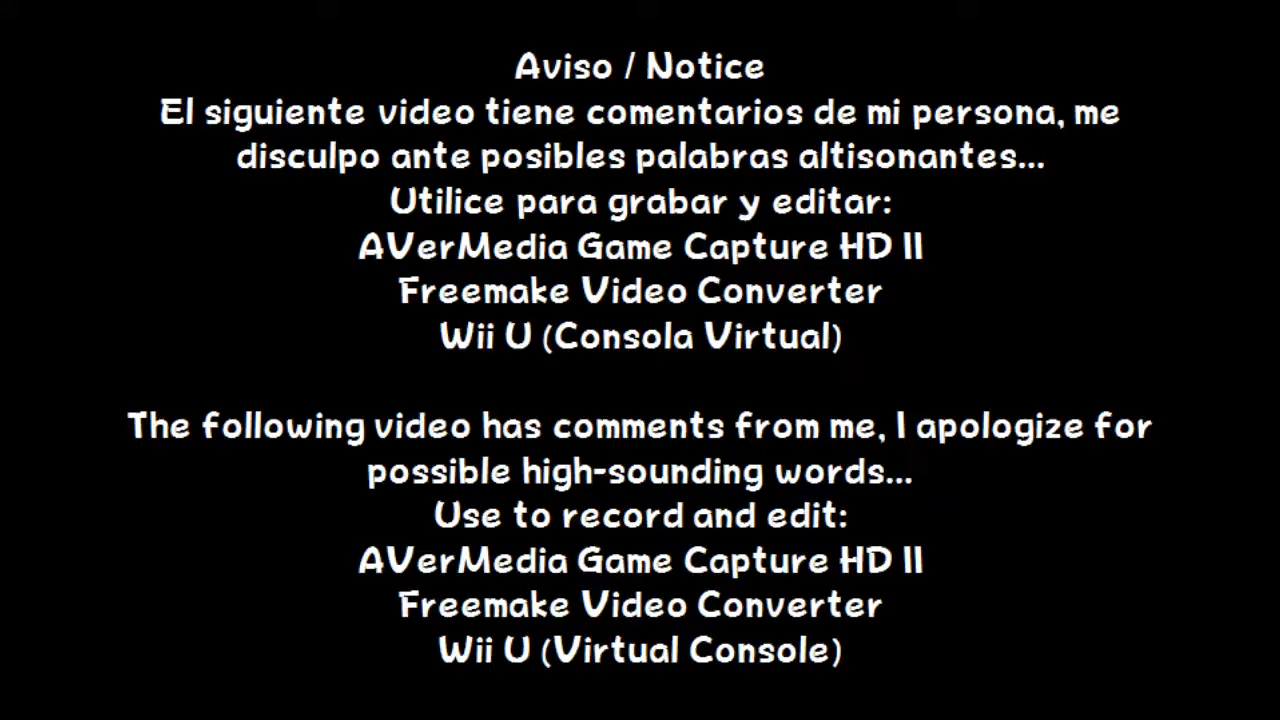 Aviso / Notice
El siguiente video tiene comentarios de mi persona, me
disculpo ante posibles palabras altisonantes...
Utilice para grabar y editar:
AVerMedia Game Capture HD II
Freemake Video Converter
Wii U (Consola Virtual)
The following video has comments from me, I apologize for
possible high-sounding words...
Use to record and edit:
AVerMedia Game Capture HD II
Freemake Video Converter
Wii U (Virtual Console)